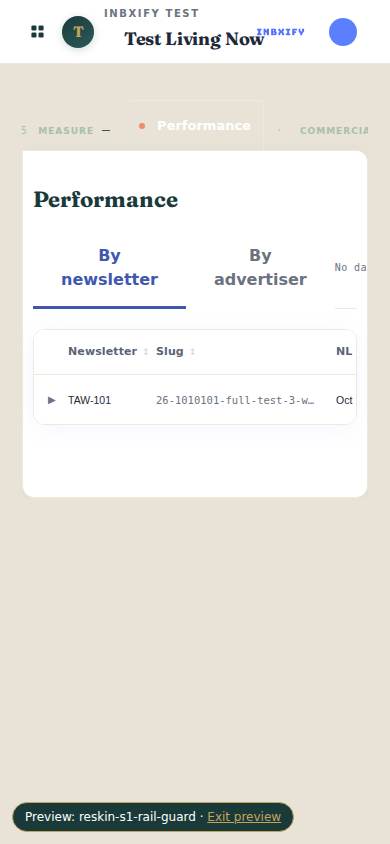 INBXIFY TEST
T
Test Living Now
INBXIFY
5 MEASURE — Performance · COMMERCIA
Performance
By newsletter
By advertiser
No da
Newsletter ↕ Slug ↕ NL
▶ TAW-101 26-1010101-full-test-3-w… Oct
Preview: reskin-s1-rail-guard · Exit preview